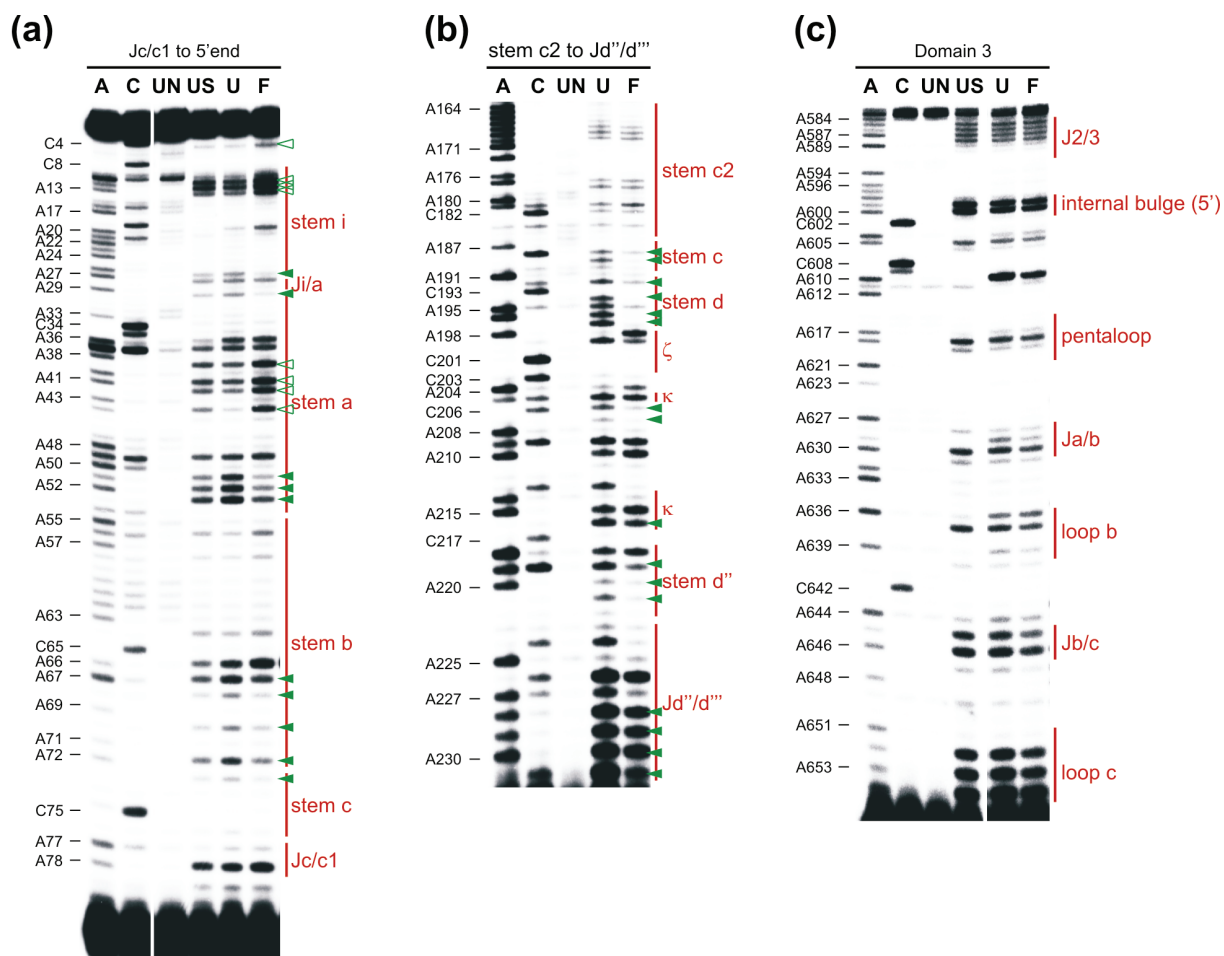 (a)
Jc/c1 to 5'end
A C UN US U F
C4
C8
A13
A17
A20
A22
A24
A27
A29
A33
C34
A36
A38
A41
A43
A48
A50
A52
A55
A57
A63
C65
A66
A67
A69
A71
A72
C75
A77
A78
stem i
Ji/a
stem a
stem b
stem c
Jc/c1
(b)
stem c2 to Jd''/d'''
A C UN U F
A164
A171
A176
A180
C182
A187
A191
C193
A195
A198
C201
C203
A204
C206
A208
A210
A215
C217
A220
A225
A227
A230
stem c2
stem c
stem d
ζ
κ
κ
stem d''
Jd''/d'''
(c)
Domain 3
A C UN US U F
A584
A587
A589
A594
A596
A600
C602
A605
C608
A610
A612
A617
A621
A623
A627
A630
A633
A636
A639
C642
A644
A646
A648
A651
A653
J2/3
internal bulge (5')
pentaloop
Ja/b
loop b
Jb/c
loop c